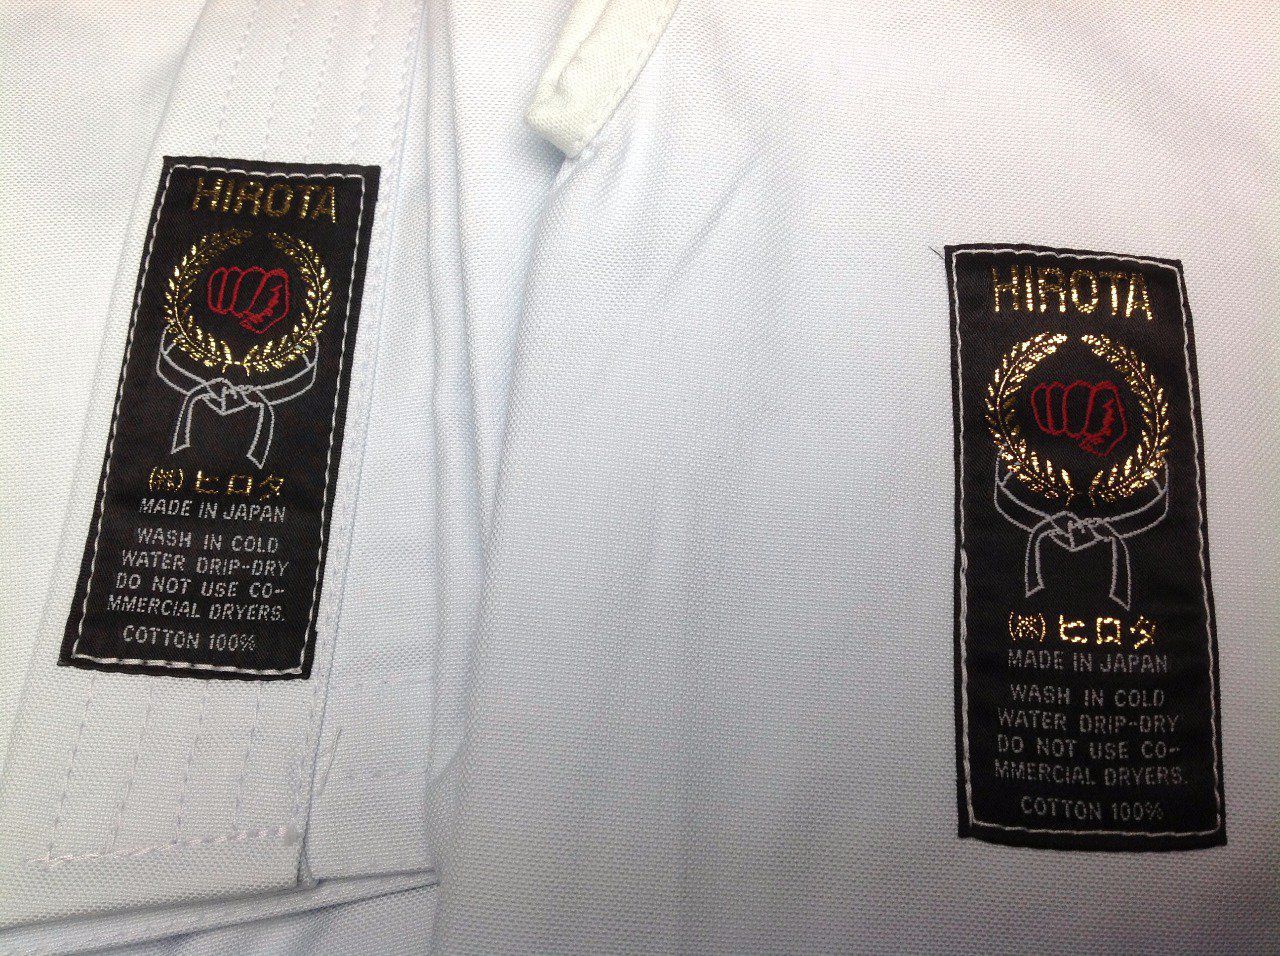 HIROTA
(株)ヒロタ
MADE IN JAPAN
WASH IN COLD
WATER DRIP-DRY
DO NOT USE CO-
MMERCIAL DRYERS.
COTTON 100%
HIROTA
(株)ヒロタ
MADE IN JAPAN
WASH IN COLD
WATER DRIP-DRY
DO NOT USE CO-
MMERCIAL DRYERS.
COTTON 100%